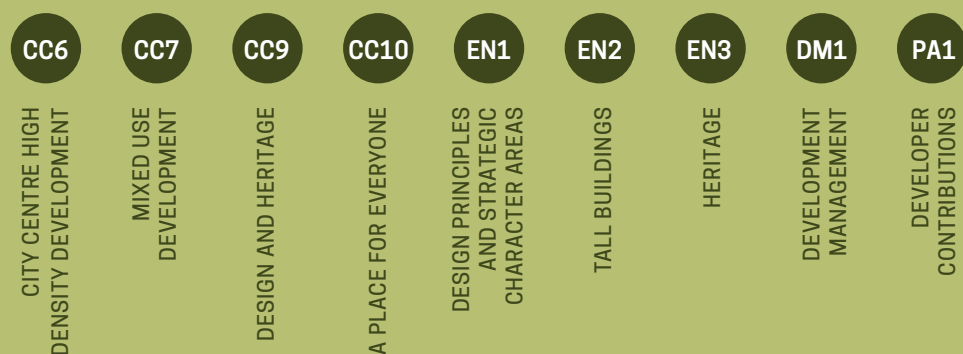 CC6
CITY CENTRE HIGH
DENSITY DEVELOPMENT
CC7
MIXED USE
DEVELOPMENT
CC9
DESIGN AND HERITAGE
CC10
A PLACE FOR EVERYONE
EN1
DESIGN PRINCIPLES
AND STRATEGIC
CHARACTER AREAS
EN2
TALL BUILDINGS
EN3
HERITAGE
DM1
DEVELOPMENT
MANAGEMENT
PA1
DEVELOPER
CONTRIBUTIONS